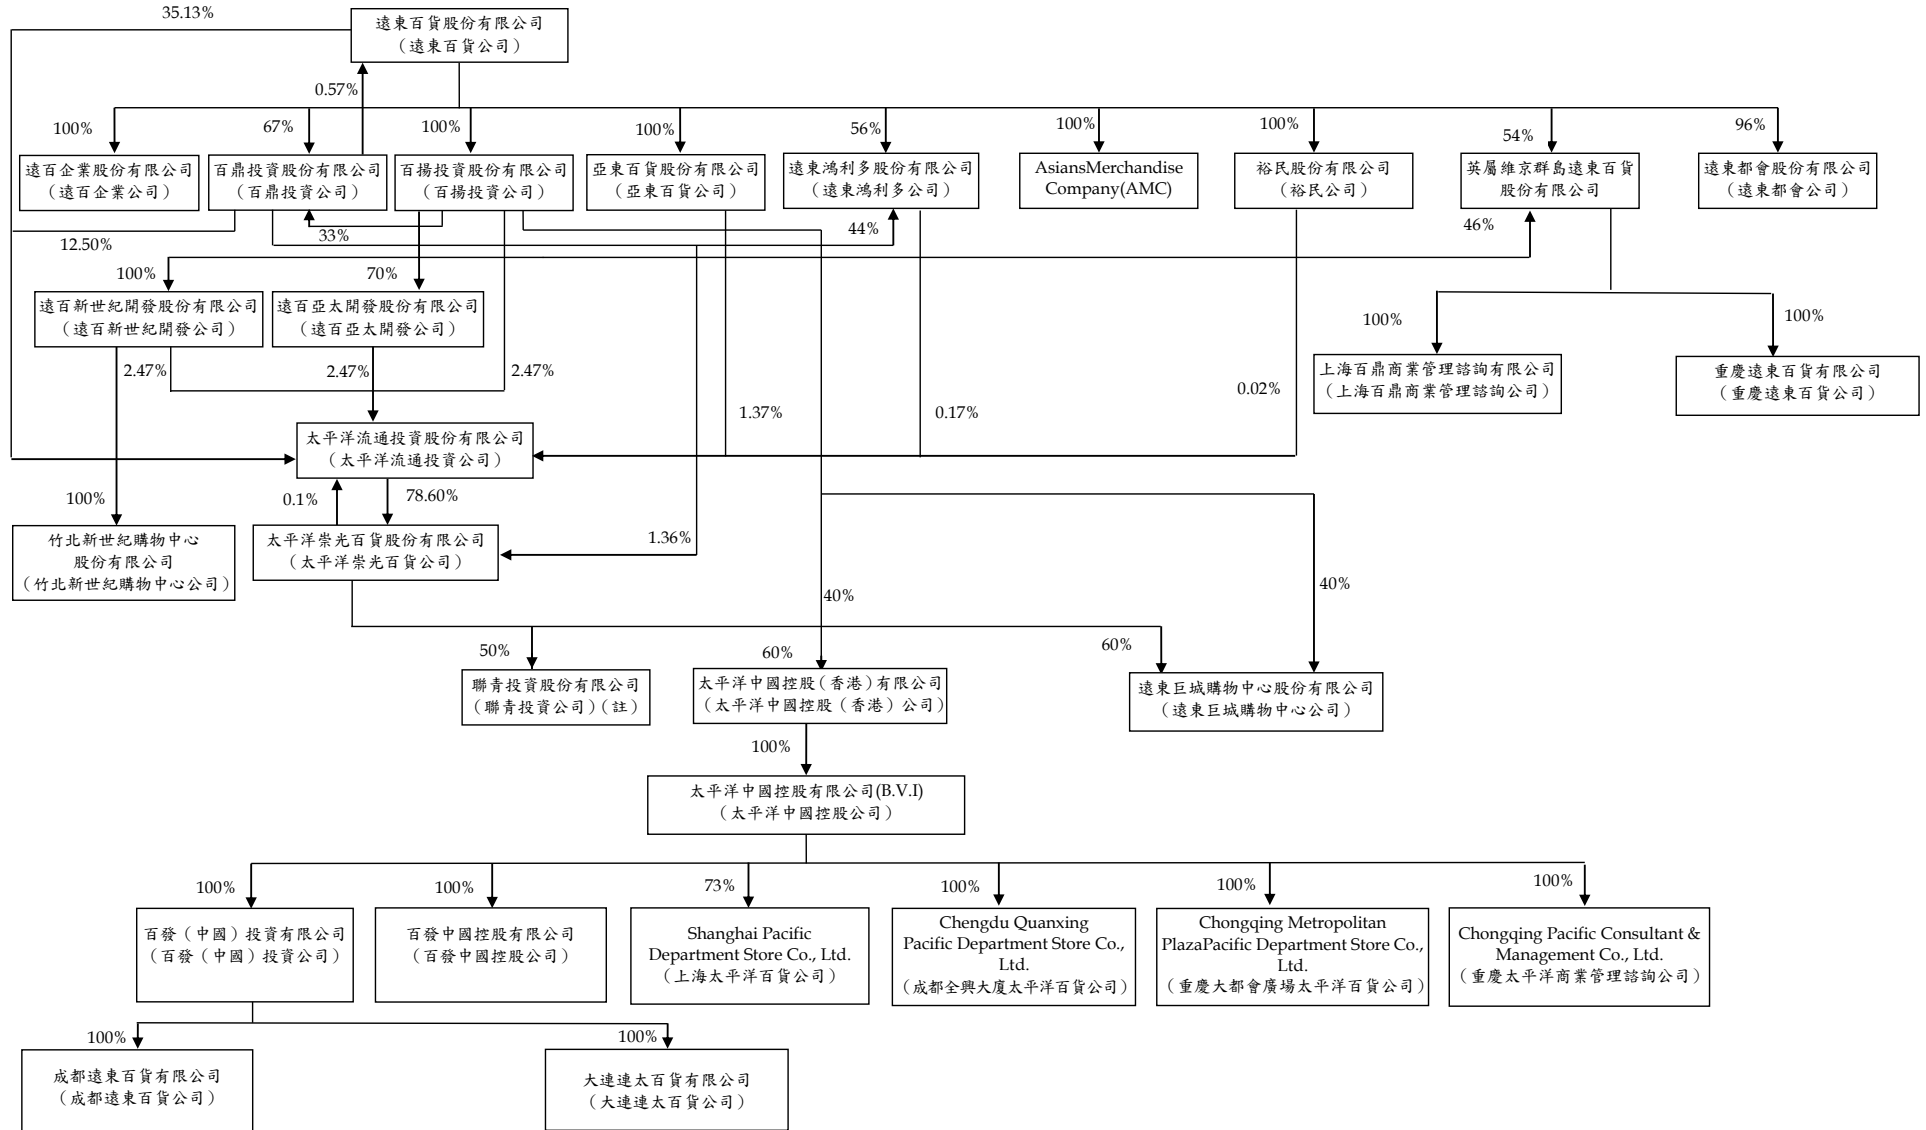 35.13%
遠東百貨股份有限公司
（遠東百貨公司）
0.57%
100%
67%
100%
100%
56%
100%
100%
54%
96%
遠百企業股份有限公司
（遠百企業公司）
百鼎投資股份有限公司
（百鼎投資公司）
百揚投資股份有限公司
（百揚投資公司）
亞東百貨股份有限公司
（亞東百貨公司）
遠東鴻利多股份有限公司
（遠東鴻利多公司）
AsiansMerchandise
Company(AMC)
裕民股份有限公司
（裕民公司）
英屬維京群島遠東百貨
股份有限公司
遠東都會股份有限公司
（遠東都會公司）
12.50%
33%
44%
46%
100%
70%
遠百新世紀開發股份有限公司
（遠百新世紀開發公司）
遠百亞太開發股份有限公司
（遠百亞太開發公司）
100%
100%
2.47%
2.47%
2.47%
上海百鼎商業管理諮詢有限公司
（上海百鼎商業管理諮詢公司）
重慶遠東百貨有限公司
（重慶遠東百貨公司）
1.37%
0.17%
0.02%
太平洋流通投資股份有限公司
（太平洋流通投資公司）
100%
0.1%
78.60%
竹北新世紀購物中心
股份有限公司
（竹北新世紀購物中心公司）
太平洋崇光百貨股份有限公司
（太平洋崇光百貨公司）
1.36%
40%
40%
50%
60%
60%
聯青投資股份有限公司
（聯青投資公司）（註）
太平洋中國控股（香港）有限公司
（太平洋中國控股（香港）公司）
遠東巨城購物中心股份有限公司
（遠東巨城購物中心公司）
100%
太平洋中國控股有限公司(B.V.I)
（太平洋中國控股公司）
100%
100%
73%
100%
100%
100%
百發（中國）投資有限公司
（百發（中國）投資公司）
百發中國控股有限公司
（百發中國控股公司）
Shanghai Pacific
Department Store Co., Ltd.
（上海太平洋百貨公司）
Chengdu Quanxing
Pacific Department Store Co.,
Ltd.
（成都全興大廈太平洋百貨公司）
Chongqing Metropolitan
PlazaPacific Department Store Co.,
Ltd.
（重慶大都會廣場太平洋百貨公司）
Chongqing Pacific Consultant &
Management Co., Ltd.
（重慶太平洋商業管理諮詢公司）
100%
100%
成都遠東百貨有限公司
（成都遠東百貨公司）
大連連太百貨有限公司
（大連連太百貨公司）